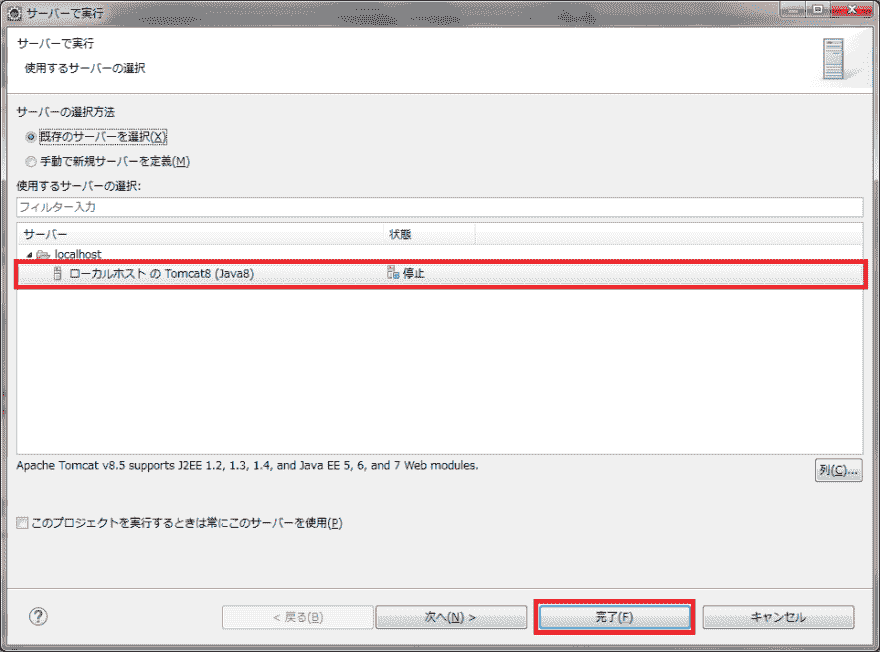 サーバーで実行
サーバーで実行
使用するサーバーの選択
サーバーの選択方法
既存のサーバーを選択(X)
手動で新規サーバーを定義(M)
使用するサーバーの選択:
フィルター入力
サーバー 状態
localhost
ローカルホスト の Tomcat8 (Java8) 停止
Apache Tomcat v8.5 supports J2EE 1.2, 1.3, 1.4, and Java EE 5, 6, and 7 Web modules.
列(C)...
このプロジェクトを実行するときは常にこのサーバーを使用(P)
? < 戻る(B) 次へ(N) > 完了(F) キャンセル